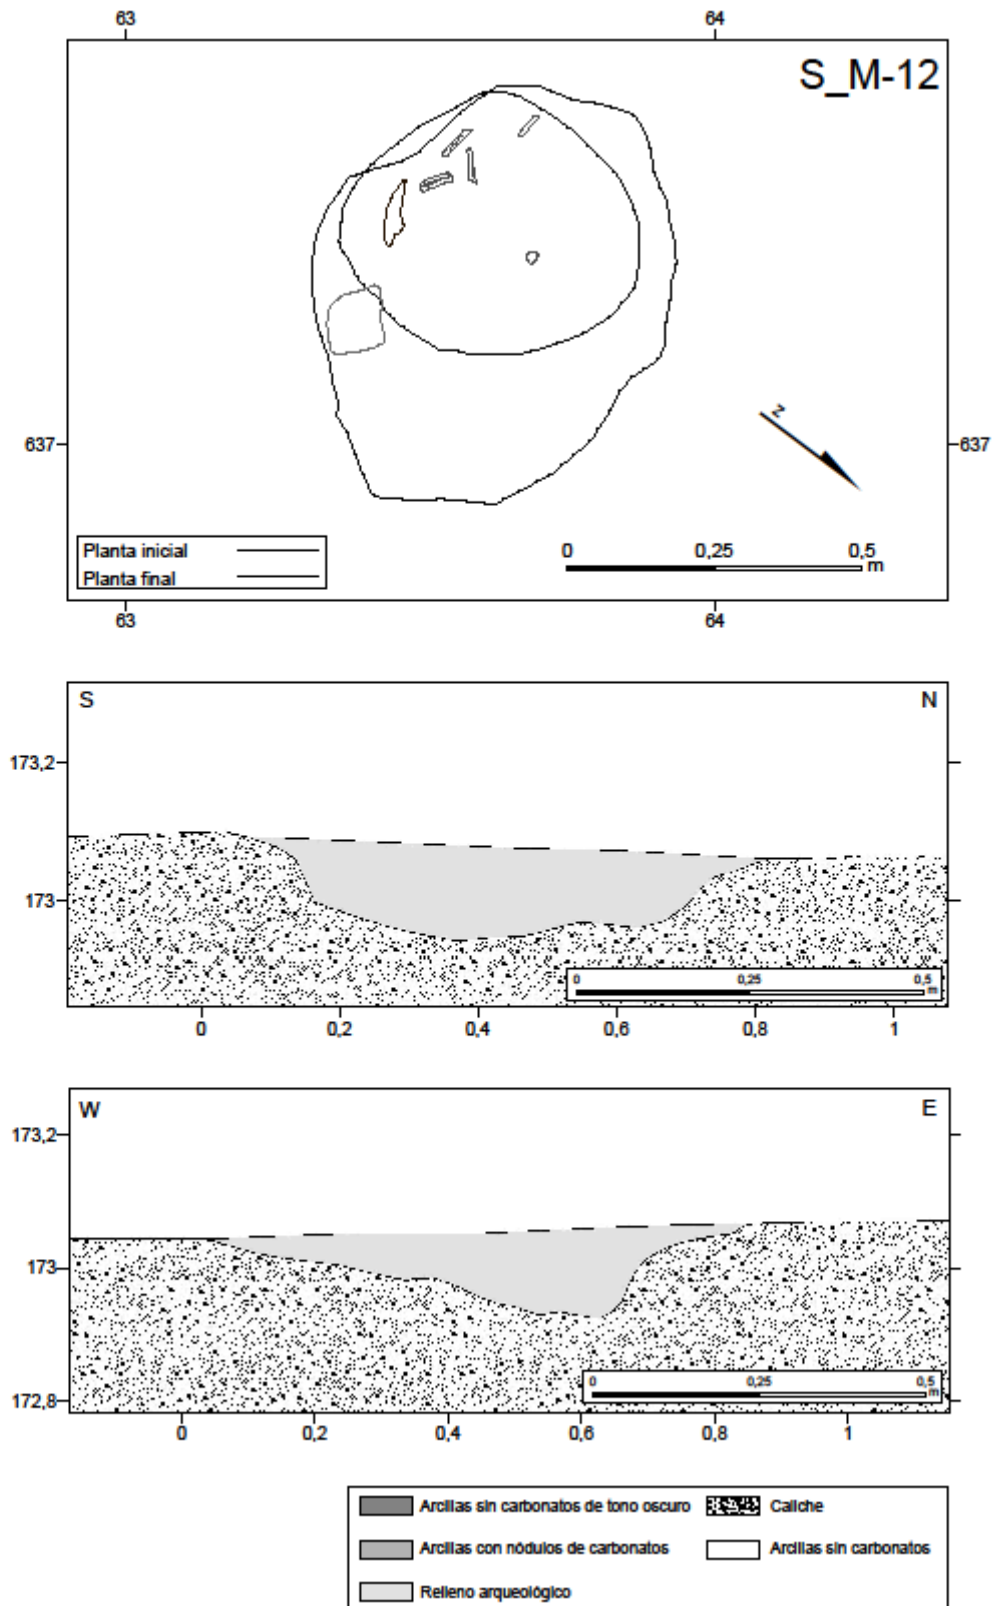 63 64
S_M-12
N
637 637
Planta inicial
Planta final
0 0,25 0,5
m
63 64
S N
173,2
173
0 0,25 0,5
m
0 0,2 0,4 0,6 0,8 1
W E
173,2
173
172,8
0 0,25 0,5
m
0 0,2 0,4 0,6 0,8 1
Arcillas sin carbonatos de tono oscuro Caliche
Arcillas con nódulos de carbonatos Arcillas sin carbonatos
Relleno arqueológico